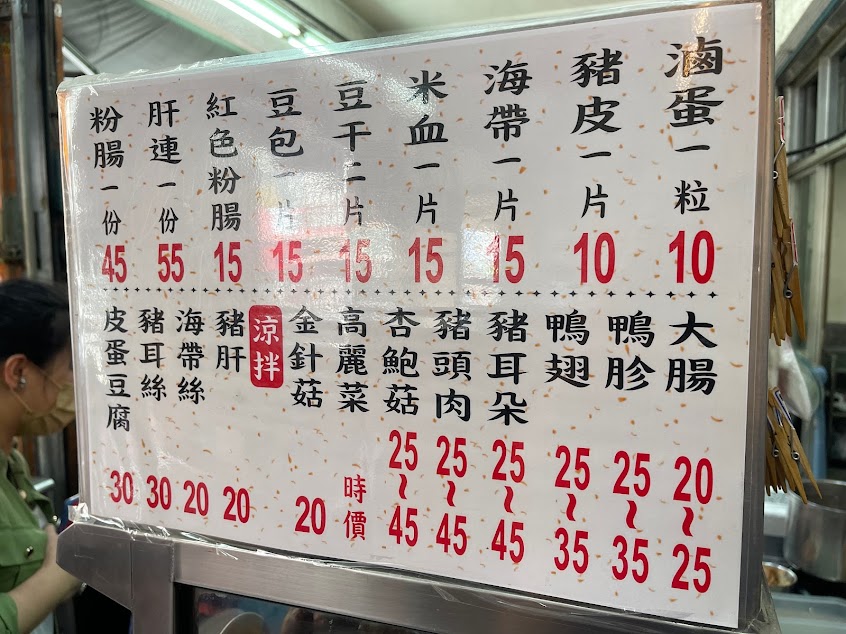 滷蛋一粒 10
豬皮一片 10
海帶一片 15
米血一片 15
豆干二片 15
豆包一片 15
紅色粉腸 15
肝連一份 55
粉腸一份 45
大腸 20~25
鴨胗 25~35
鴨翅 25~35
豬耳朵 25~45
豬頭肉 25~45
杏鮑菇 25~45
高麗菜 時價
金針菇 20
涼拌
豬肝 20
海帶絲 20
豬耳絲 30
皮蛋豆腐 30